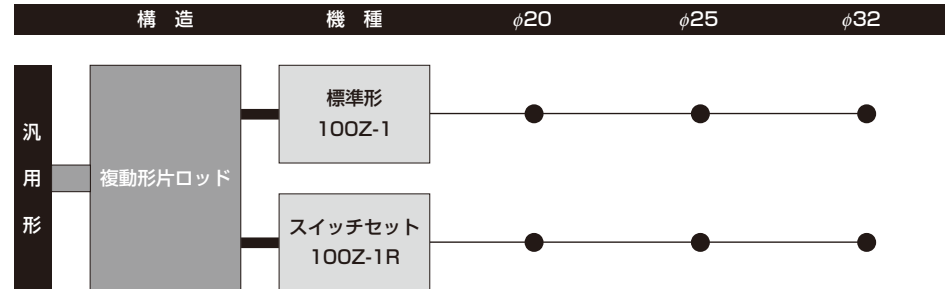 構 造 機 種 φ20 φ25 φ32
汎用形
複動形片ロッド
標準形
100Z-1
スイッチセット
100Z-1R